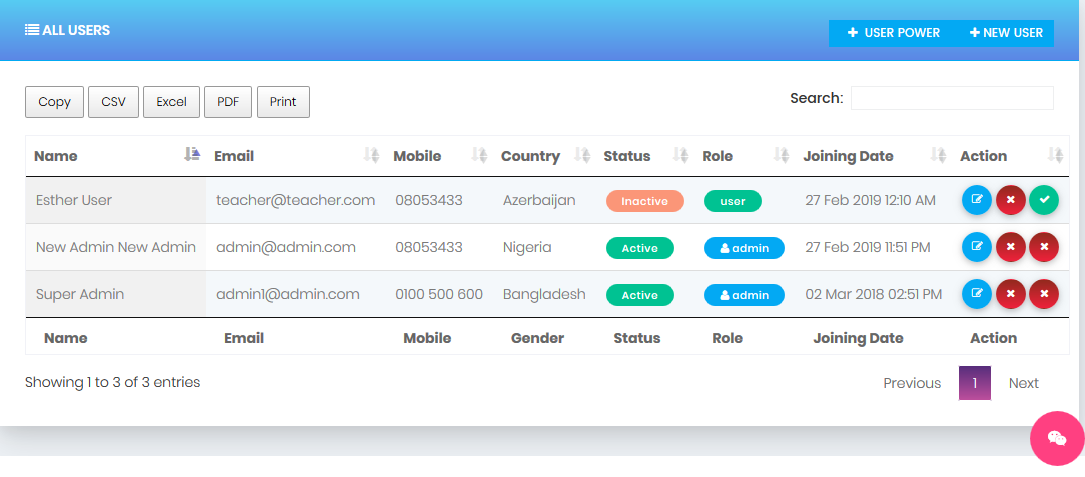 ALL USERS USER POWER NEW USER
Copy CSV Excel PDF Print Search:
Name Email Mobile Country Status Role Joining Date Action
Esther User teacher@teacher.com 08053433 Azerbaijan Inactive user 27 Feb 2019 12:10 AM
New Admin New Admin admin@admin.com 08053433 Nigeria Active admin 27 Feb 2019 11:51 PM
Super Admin admin1@admin.com 0100 500 600 Bangladesh Active admin 02 Mar 2018 02:51 PM
Name Email Mobile Gender Status Role Joining Date Action
Showing 1 to 3 of 3 entries Previous 1 Next